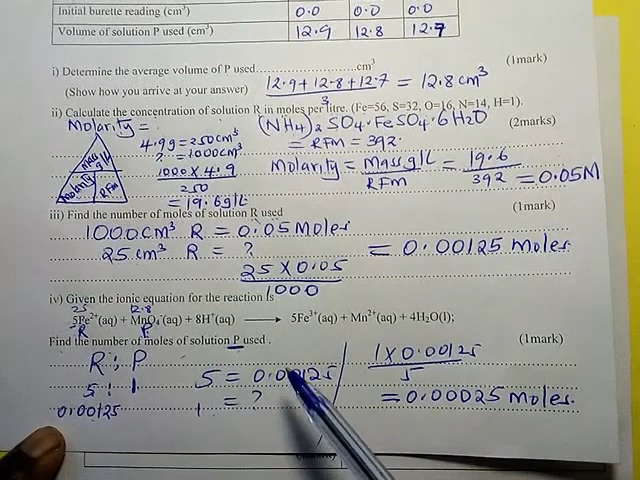 Initial burette reading (cm³) 0.0 0.0 0.0
Volume of solution P used (cm³) 12.9 12.8 12.7
i) Determine the average volume of P used……………………cm³ (1mark)
(Show how you arrive at your answer) 12.9 + 12.8 + 12.7 / 3 = 12.8 cm³
ii) Calculate the concentration of solution R in moles per litre. (Fe=56, S=32, O=16, N=14, H=1).
(2marks)
Molarity =
mass g/L
molarity RFM
4.9g = 250cm³
? = 1000cm³
1000 x 4.9 / 250
= 19.6g/L
(NH4)2 SO4.FeSO4.6H2O
= RFM = 392.
Molarity = mass g/L / RFM = 19.6 / 392 = 0.05M
iii) Find the number of moles of solution R used (1mark)
1000cm³ R = 0.05 Moles
25cm³ R = ? = 0.00125 moles
25 x 0.05 / 1000
iv) Given the ionic equation for the reaction is
25 12.8
5Fe²⁺(aq) + MnO₄⁻(aq) + 8H⁺(aq) ⟶ 5Fe³⁺(aq) + Mn²⁺(aq) + 4H₂O(l);
R P
Find the number of moles of solution P used . (1mark)
R : P
5 : 1
0.00125
5 = 0.00125
1 = ?
1 x 0.00125 / 5
= 0.00025 Moles.